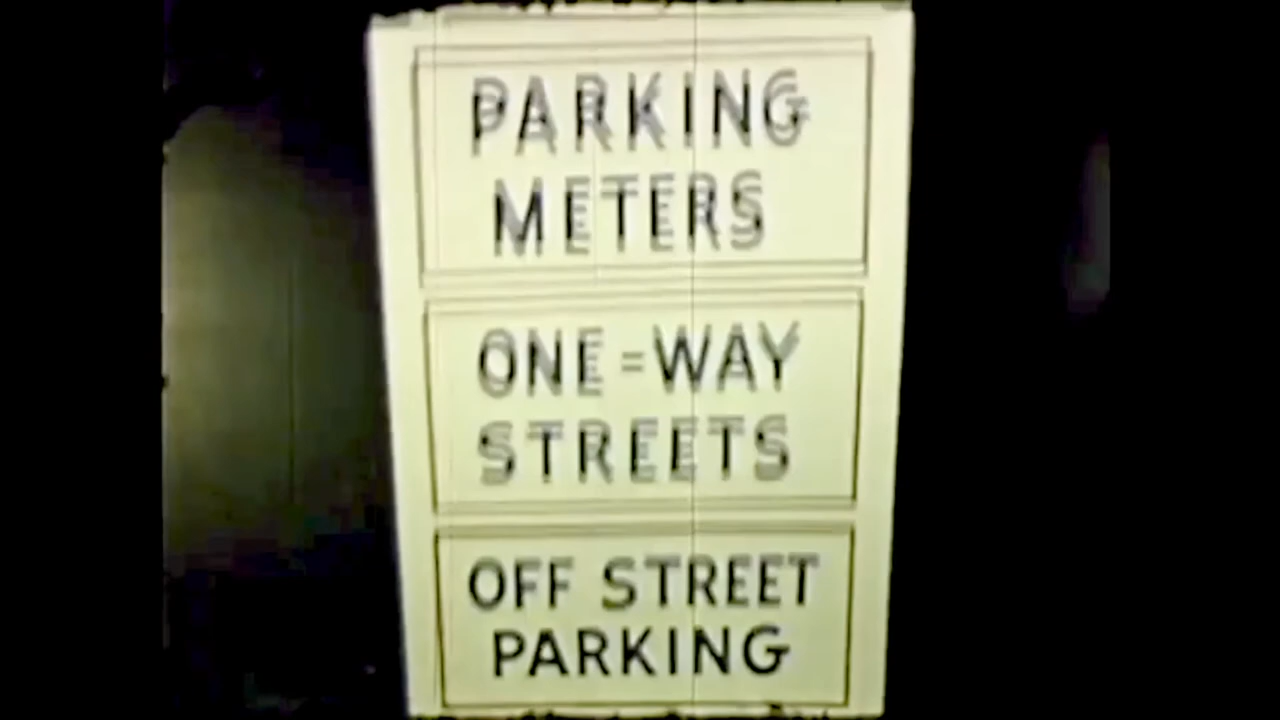 PARKING
METERS
ONE=WAY
STREETS
OFF STREET
PARKING